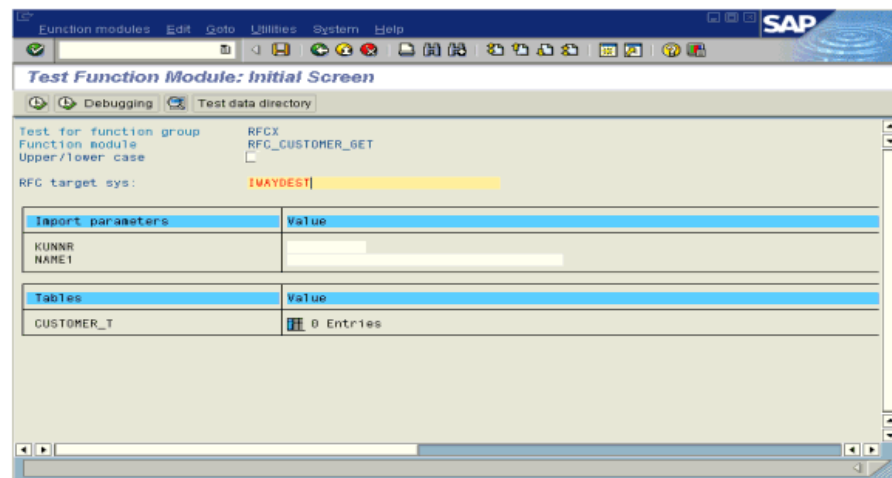 Function modules Edit Goto Utilities System Help
SAP
Test Function Module: Initial Screen
Debugging Test data directory
Test for function group RFCX
Function module RFC_CUSTOMER_GET
Upper/lower case
RFC target sys: IWAYDEST
Import parameters Value
KUNNR
NAME1
Tables Value
CUSTOMER_T 0 Entries